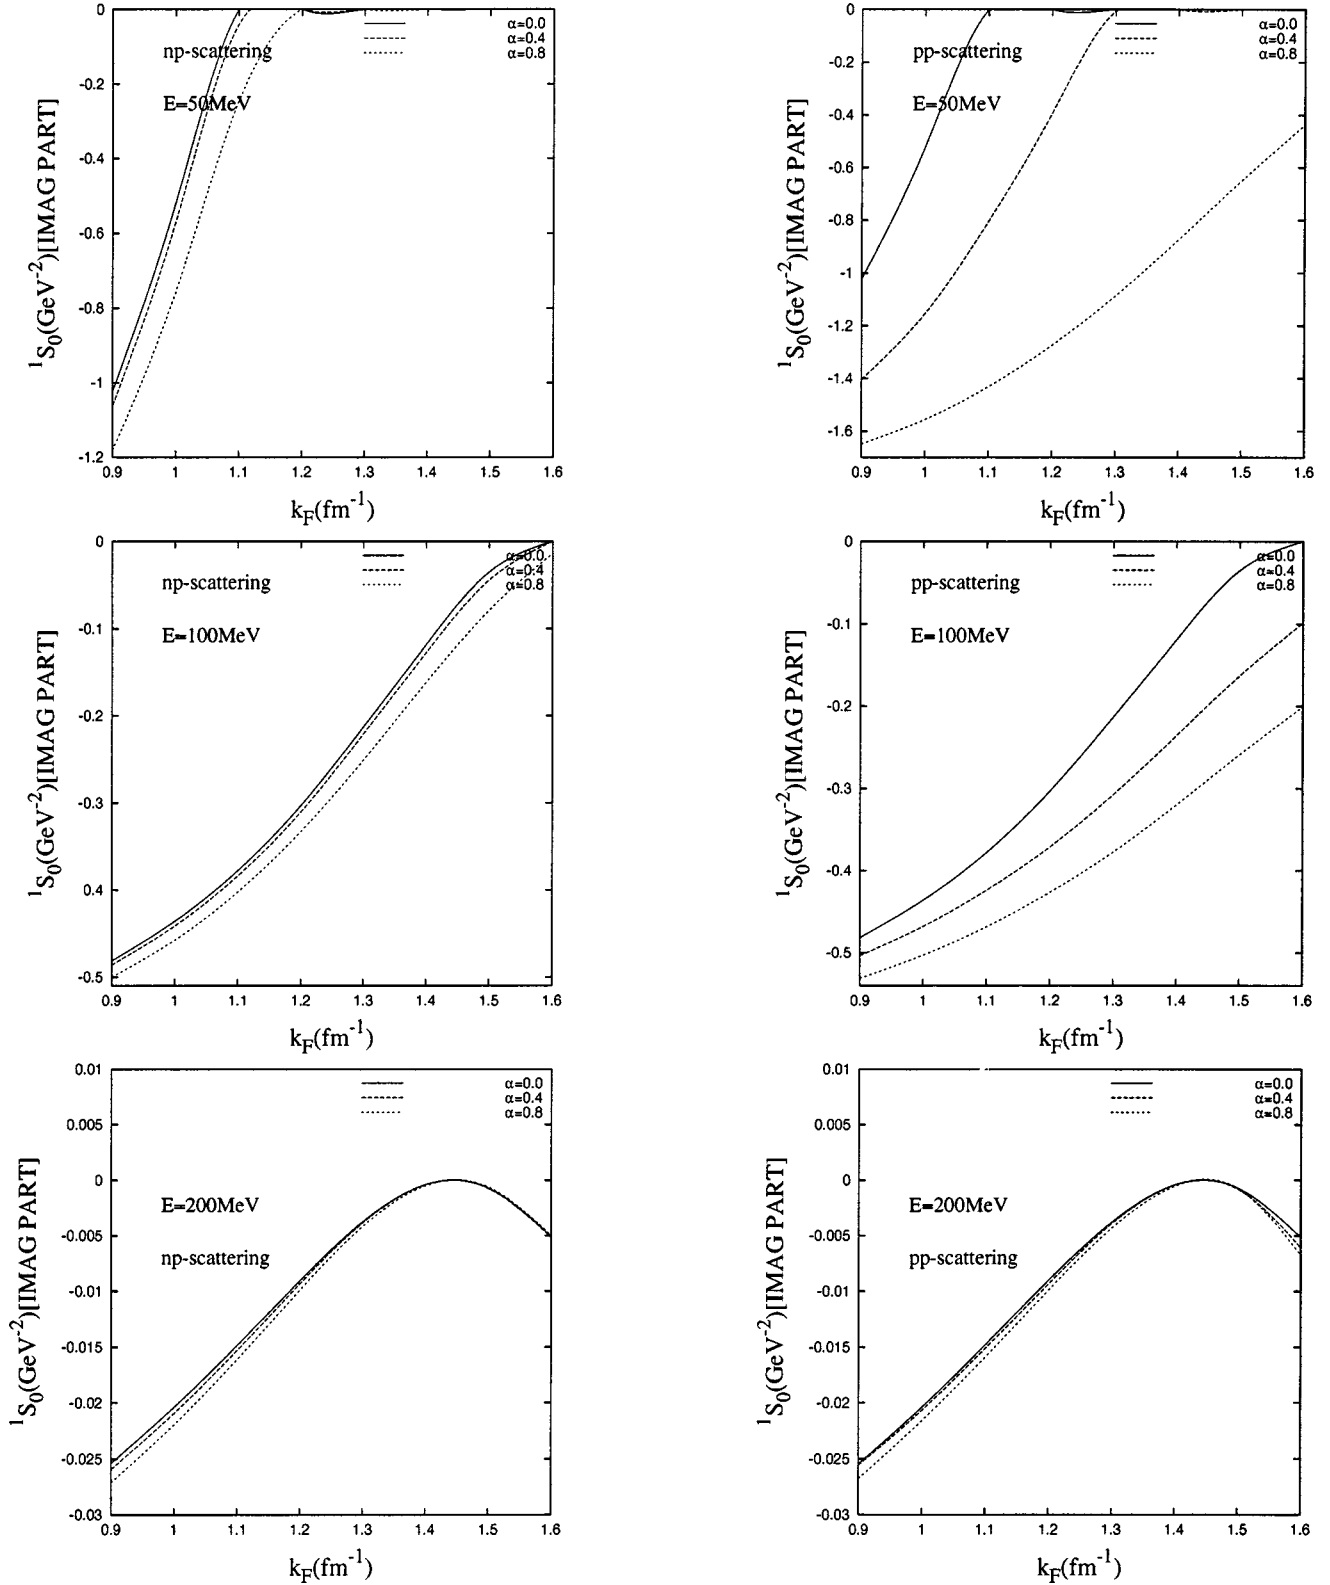 0
-0.2
-0.4
-0.6
-0.8
-1
-1.2
0.9 1 1.1 1.2 1.3 1.4 1.5 1.6
np-scattering
E=50MeV
α=0.0
α=0.4
α=0.8
¹S₀(GeV⁻²)[IMAG PART]
k_F(fm⁻¹)
0
-0.2
-0.4
-0.6
-0.8
-1
-1.2
-1.4
-1.6
0.9 1 1.1 1.2 1.3 1.4 1.5 1.6
pp-scattering
E=50MeV
α=0.0
α=0.4
α=0.8
¹S₀(GeV⁻²)[IMAG PART]
k_F(fm⁻¹)
0
-0.1
-0.2
-0.3
0.4
-0.5
0.9 1 1.1 1.2 1.3 1.4 1.5 1.6
np-scattering
E=100MeV
α=0.0
α=0.4
α=0.8
¹S₀(GeV⁻²)[IMAG PART]
k_F(fm⁻¹)
0
-0.1
-0.2
-0.3
-0.4
-0.5
0.9 1 1.1 1.2 1.3 1.4 1.5 1.6
pp-scattering
E=100MeV
α=0.0
α=0.4
α=0.8
¹S₀(GeV⁻²)[IMAG PART]
k_F(fm⁻¹)
0.01
0.005
0
-0.005
-0.01
-0.015
-0.02
-0.025
-0.03
0.9 1 1.1 1.2 1.3 1.4 1.5 1.6
α=0.0
α=0.4
α=0.8
E=200MeV
np-scattering
¹S₀(GeV⁻²)[IMAG PART]
k_F(fm⁻¹)
0.01
0.005
0
-0.005
-0.01
-0.015
-0.02
-0.025
-0.03
0.9 1 1.1 1.2 1.3 1.4 1.5 1.6
α=0.0
α=0.4
α=0.8
E=200MeV
pp-scattering
¹S₀(GeV⁻²)[IMAG PART]
k_F(fm⁻¹)